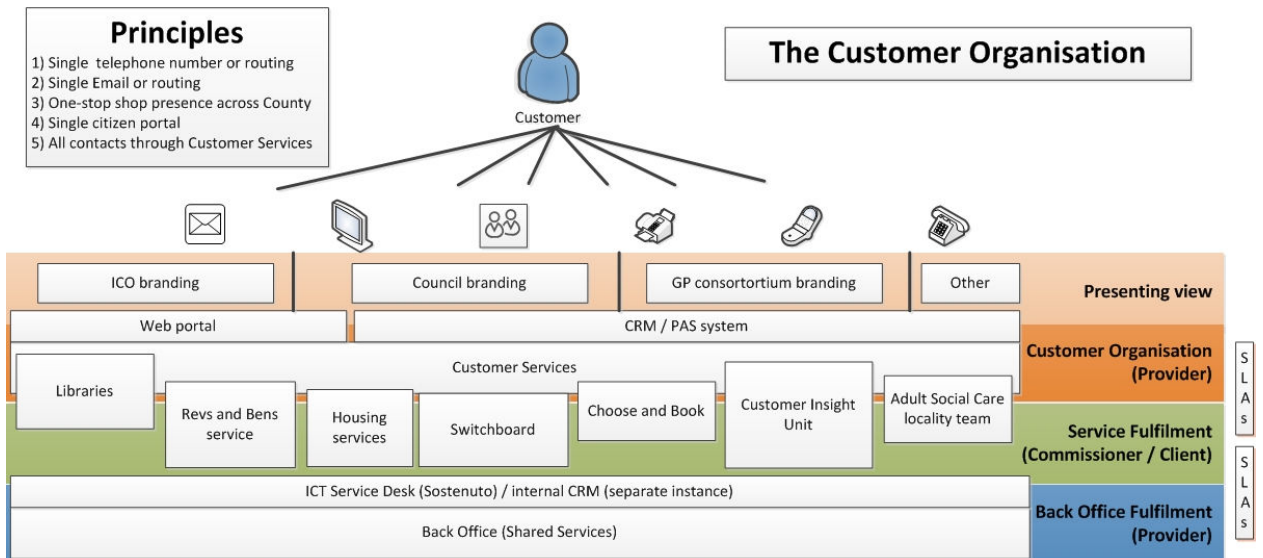 Principles
1) Single telephone number or routing
2) Single Email or routing
3) One-stop shop presence across County
4) Single citizen portal
5) All contacts through Customer Services
Customer
The Customer Organisation
ICO branding
Council branding
GP consortortium branding
Other
Presenting view
Web portal
CRM / PAS system
Customer Organisation
(Provider)
Customer Services
Libraries
Revs and Bens
service
Housing
services
Switchboard
Choose and Book
Customer Insight
Unit
Adult Social Care
locality team
Service Fulfilment
(Commissioner / Client)
ICT Service Desk (Sostenuto) / internal CRM (separate instance)
Back Office (Shared Services)
Back Office Fulfilment
(Provider)
S
L
A
s
S
L
A
s